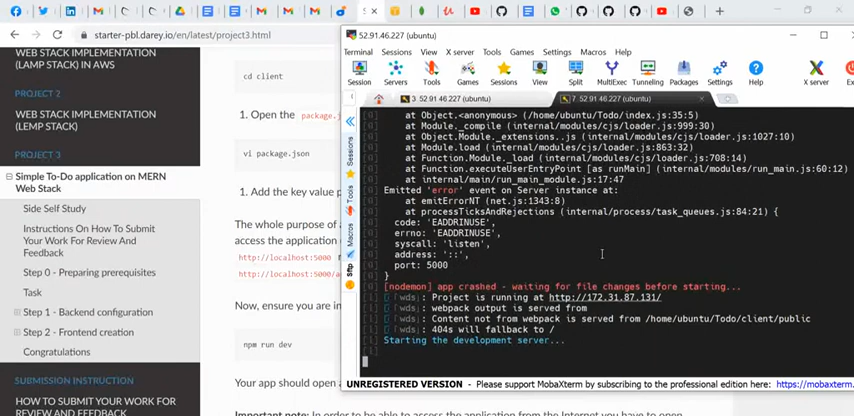 starter-pbl.darey.io/en/latest/project3.html
WEB STACK IMPLEMENTATION
(LAMP STACK) IN AWS
PROJECT 2
WEB STACK IMPLEMENTATION
(LEMP STACK)
PROJECT 3
Simple To-Do application on MERN
Web Stack
Side Self Study
Instructions On How To Submit
Your Work For Review And
Feedback
Step 0 - Preparing prerequisites
Task
Step 1 - Backend configuration
Step 2 - Frontend creation
Congratulations
SUBMISSION INSTRUCTION
HOW TO SUBMIT YOUR WORK FOR
REVIEW AND FEEDBACK
cd client
1. Open the packag
vi package.json
1. Add the key value p
The whole purpose of a
access the application
http://localhost:5000
http://localhost:5000/a
Now, ensure you are in
npm run dev
Your app should open a
Important note: In order to be able to access the application from the Internet you have to open
52.91.46.227 (ubuntu)
Terminal Sessions View X server Tools Games Settings Macros Help
Session Servers Tools Games Sessions View Split MultiExec Tunneling Packages Settings Help X server Ex
3. 52.91.46.227 (ubuntu)
7. 52.91.46.227 (ubuntu)
Sessions
Tools
Macros
Sftp
[0] at Object.<anonymous> (/home/ubuntu/Todo/index.js:35:5)
[0] at Module._compile (internal/modules/cjs/loader.js:999:30)
[0] at Object.Module._extensions..js (internal/modules/cjs/loader.js:1027:10)
[0] at Module.load (internal/modules/cjs/loader.js:863:32)
[0] at Function.Module._load (internal/modules/cjs/loader.js:708:14)
[0] at Function.executeUserEntryPoint [as runMain] (internal/modules/run_main.js:60:12)
[0] at internal/main/run_main_module.js:17:47
[0] Emitted 'error' event on Server instance at:
[0] at emitErrorNT (net.js:1343:8)
[0] at processTicksAndRejections (internal/process/task_queues.js:84:21) {
[0] code: 'EADDRINUSE',
[0] errno: 'EADDRINUSE',
[0] syscall: 'listen',
[0] address: '::',
[0] port: 5000
[0] }
[0] [nodemon] app crashed - waiting for file changes before starting...
[1] ｢wds｣: Project is running at http://172.31.87.131/
[1] ｢wds｣: webpack output is served from
[1] ｢wds｣: Content not from webpack is served from /home/ubuntu/Todo/client/public
[1] ｢wds｣: 404s will fallback to /
[1] Starting the development server...
[1]
UNREGISTERED VERSION - Please support MobaXterm by subscribing to the professional edition here: https://mobaxterm.